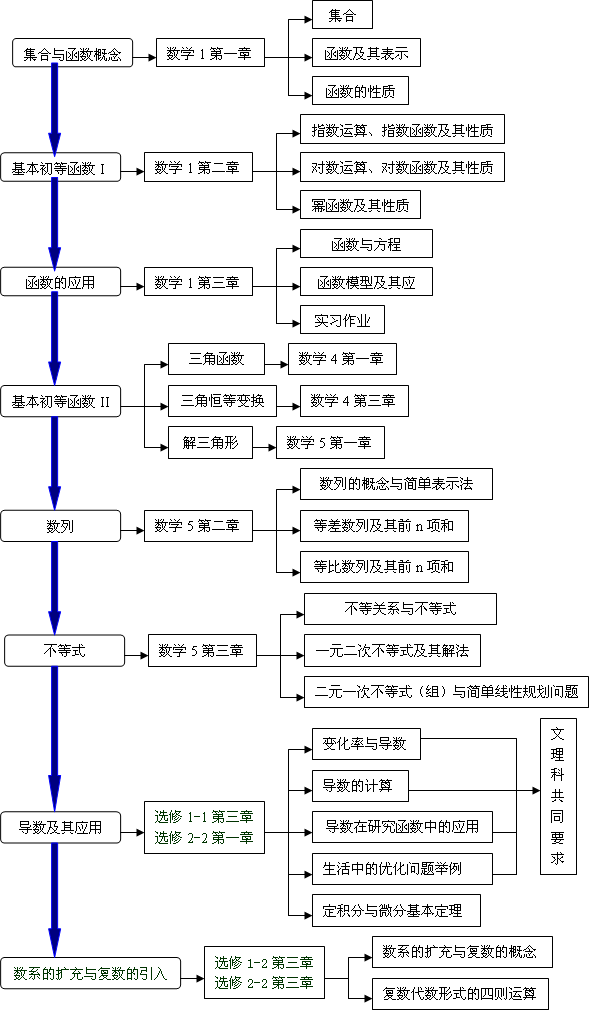 集合与函数概念
数学1第一章
集合
函数及其表示
函数的性质
基本初等函数 I
数学1第二章
指数运算、指数函数及其性质
对数运算、对数函数及其性质
幂函数及其性质
函数的应用
数学1第三章
函数与方程
函数模型及其应
实习作业
基本初等函数 II
三角函数
数学4第一章
三角恒等变换
数学4第三章
解三角形
数学5第一章
数列
数学5第二章
数列的概念与简单表示法
等差数列及其前n项和
等比数列及其前n项和
不等式
数学5第三章
不等关系与不等式
一元二次不等式及其解法
二元一次不等式（组）与简单线性规划问题
导数及其应用
选修1-1第三章
选修2-2第一章
变化率与导数
导数的计算
导数在研究函数中的应用
生活中的优化问题举例
定积分与微分基本定理
文理科共同要求
数系的扩充与复数的引入
选修1-2第三章
选修2-2第三章
数系的扩充与复数的概念
复数代数形式的四则运算